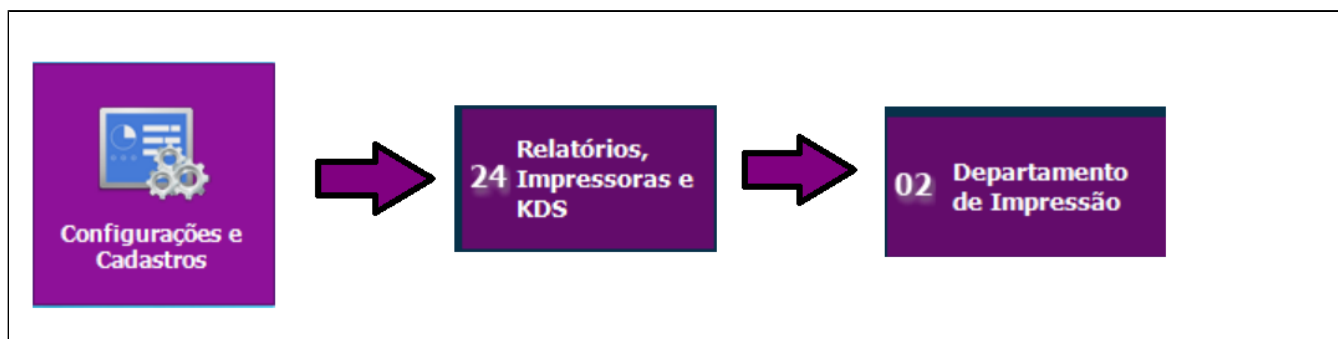 Configurações e
Cadastros
24
Relatórios,
Impressoras e
KDS
02
Departamento
de Impressão